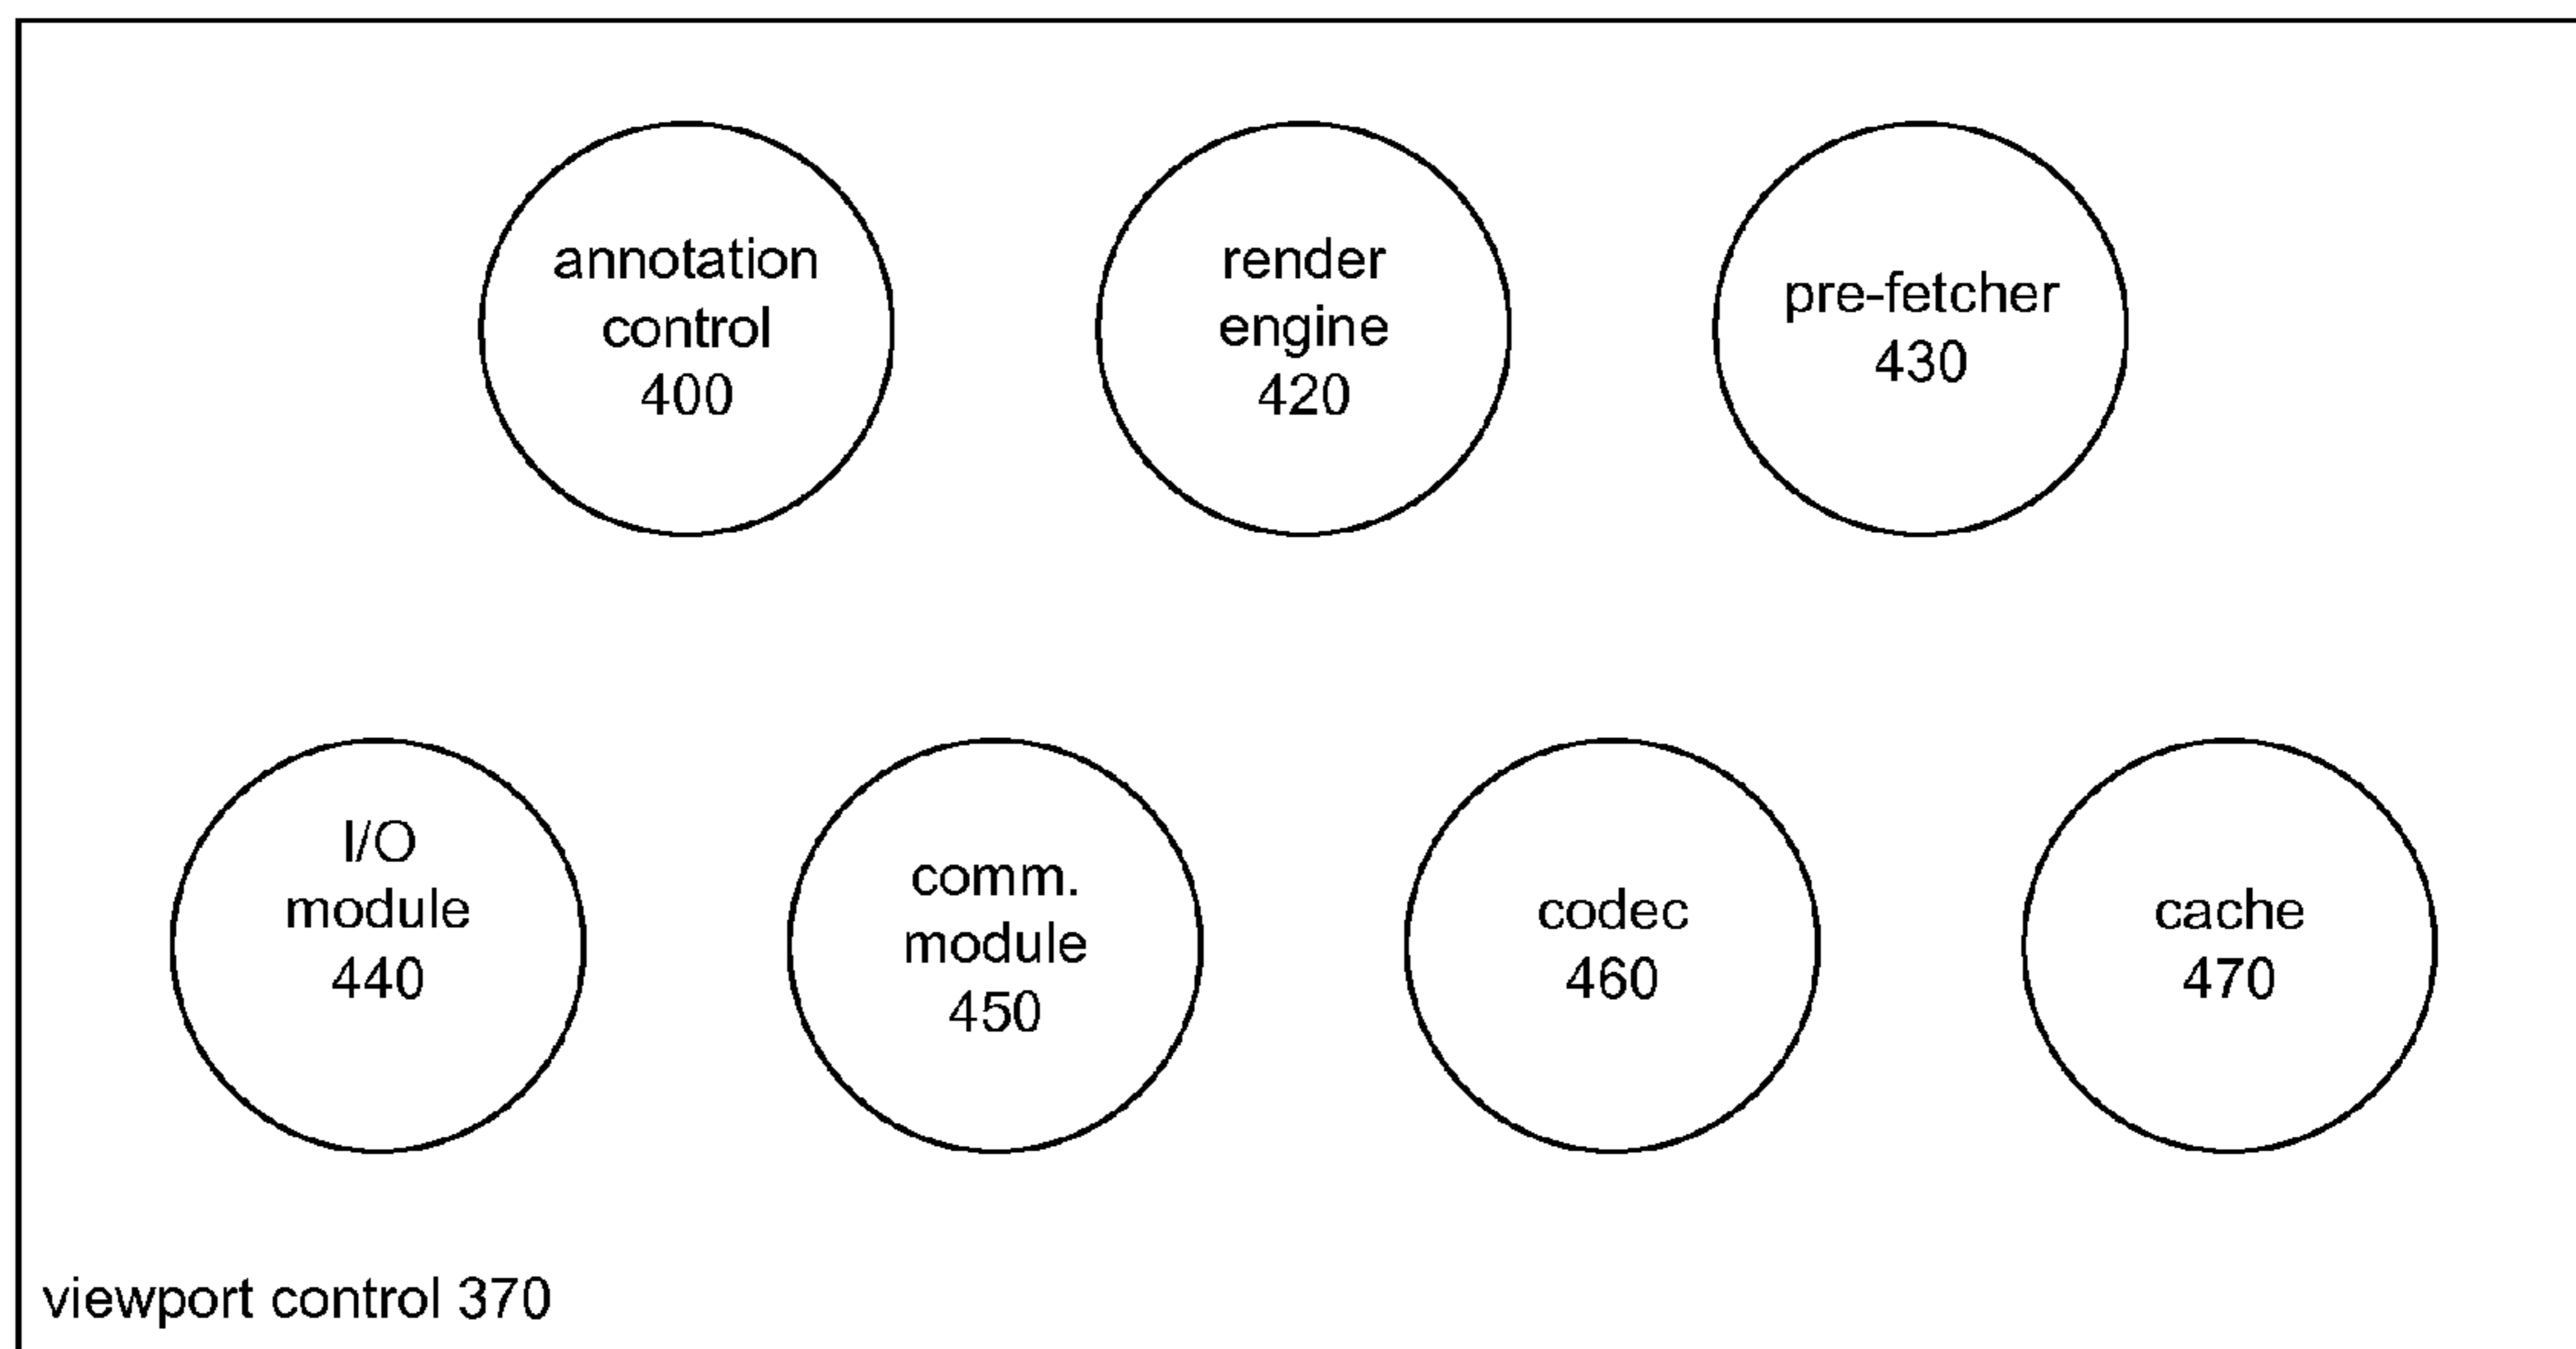 annotation
control
400
render
engine
420
pre-fetcher
430
I/O
module
440
comm.
module
450
codec
460
cache
470
viewport control 370